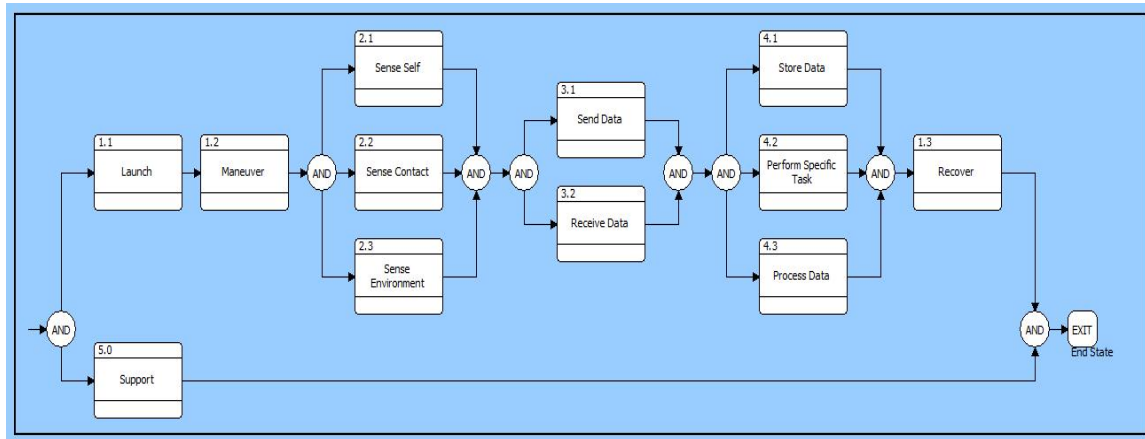 1.1
Launch
1.2
Maneuver
AND
2.1
Sense Self
2.2
Sense Contact
2.3
Sense
Environment
AND
AND
3.1
Send Data
3.2
Receive Data
AND
AND
4.1
Store Data
4.2
Perform Specific
Task
4.3
Process Data
AND
1.3
Recover
AND
5.0
Support
AND
EXIT
End State